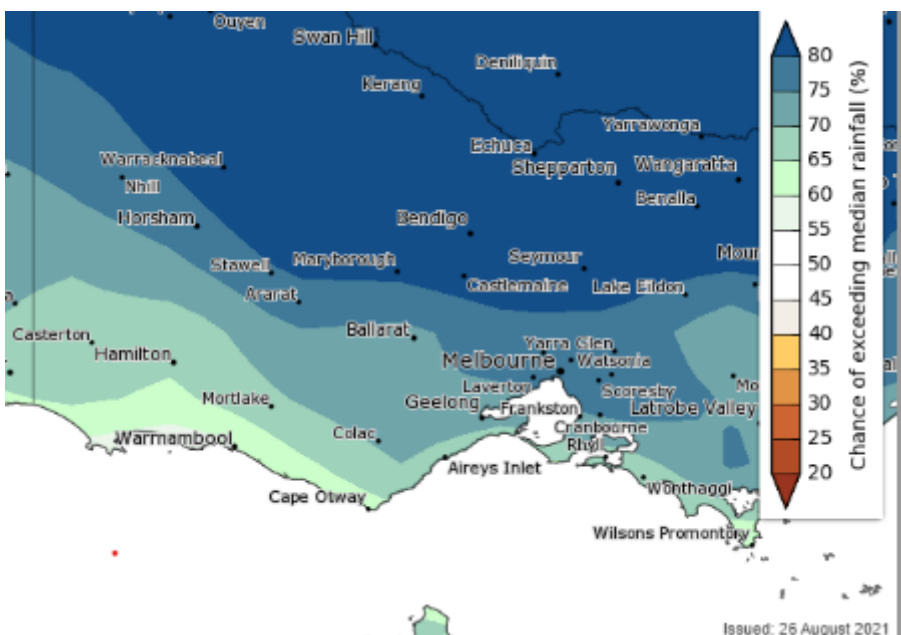 Ouyen
Swan Hill
Deniliquin
Kerang
Yarrawonga
Echuca
Shepparton
Wangaratta
Warracknabeal
Nhill
Benalla
Horsham
Bendigo
Stawell
Maryborough
Seymour
Castlemaine
Lake Eildon
Ararat
Casterton
Ballarat
Hamilton
Yarra Glen
Melbourne
Watsonia
Laverton
Scoresby
Mortlake
Geelong
Frankston
Latrobe Valley
Warrnambool
Colac
Cranbourne
Rhyll
Aireys Inlet
Cape Otway
Wonthaggi
Wilsons Promontory
80
75
70
65
60
55
50
45
40
35
30
25
20
Chance of exceeding median rainfall (%)
Issued: 26 August 2021